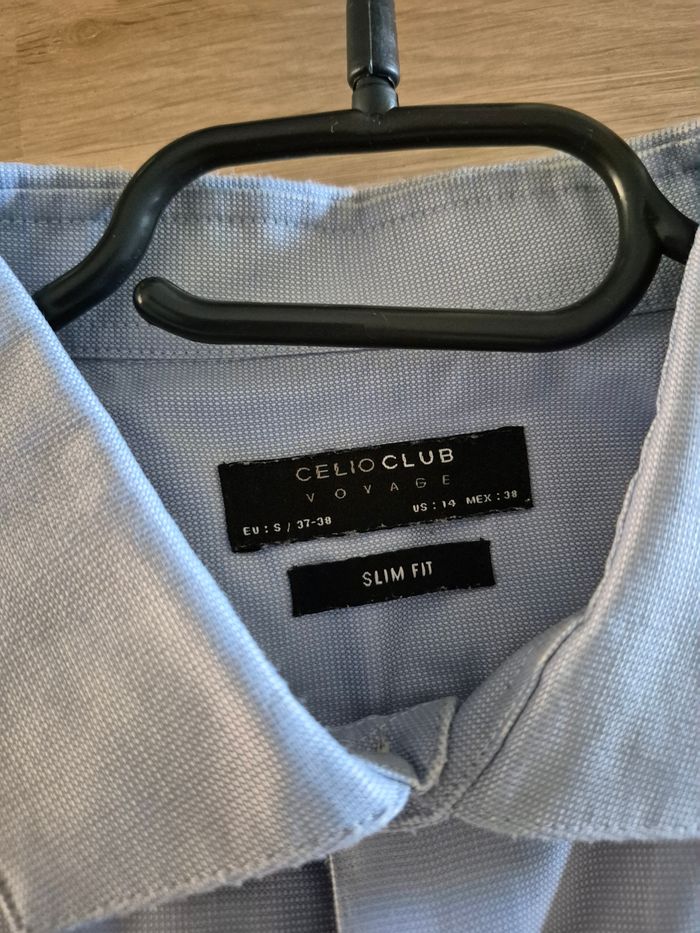 CELIOCLUB
VOYAGE
EU : S / 37-38 US : 14 MEX : 38
SLIM FIT